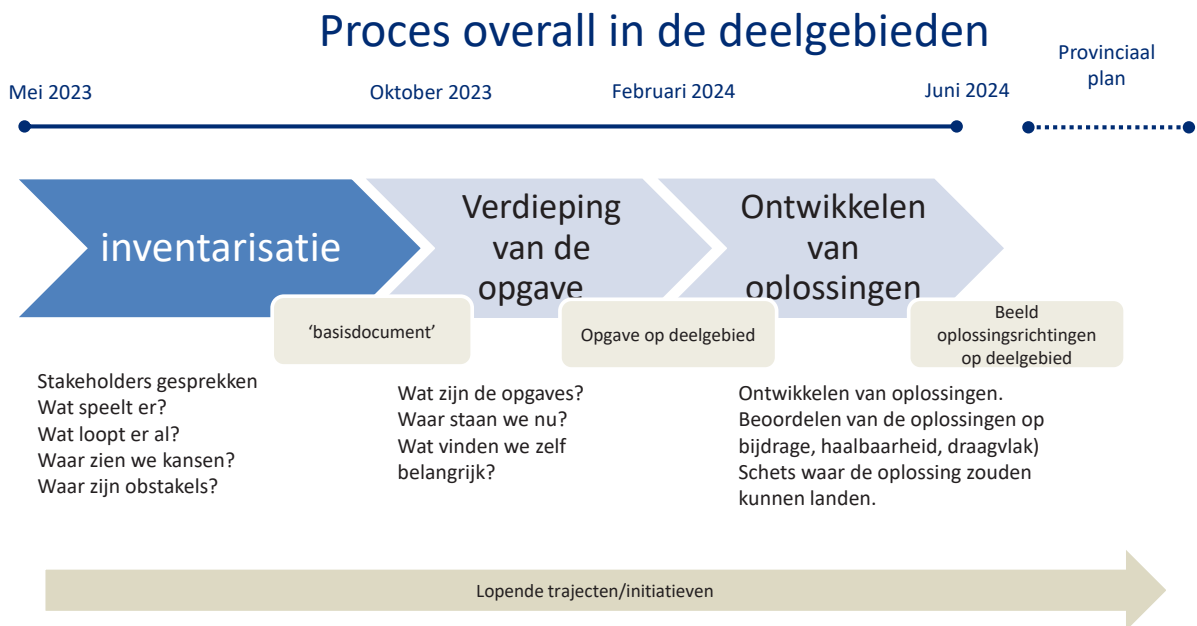 Proces overall in de deelgebieden
Provinciaal
plan
Mei 2023
Oktober 2023
Februari 2024
Juni 2024
inventarisatie
Verdieping
van de
opgave
Ontwikkelen
van
oplossingen
'basisdocument'
Opgave op deelgebied
Beeld
oplossingsrichtingen
op deelgebied
Stakeholders gesprekken
Wat speelt er?
Wat loopt er al?
Waar zien we kansen?
Waar zijn obstakels?
Wat zijn de opgaves?
Waar staan we nu?
Wat vinden we zelf
belangrijk?
Ontwikkelen van oplossingen.
Beoordelen van de oplossingen op
bijdrage, haalbaarheid, draagvlak)
Schets waar de oplossing zouden
kunnen landen.
Lopende trajecten/initiatieven